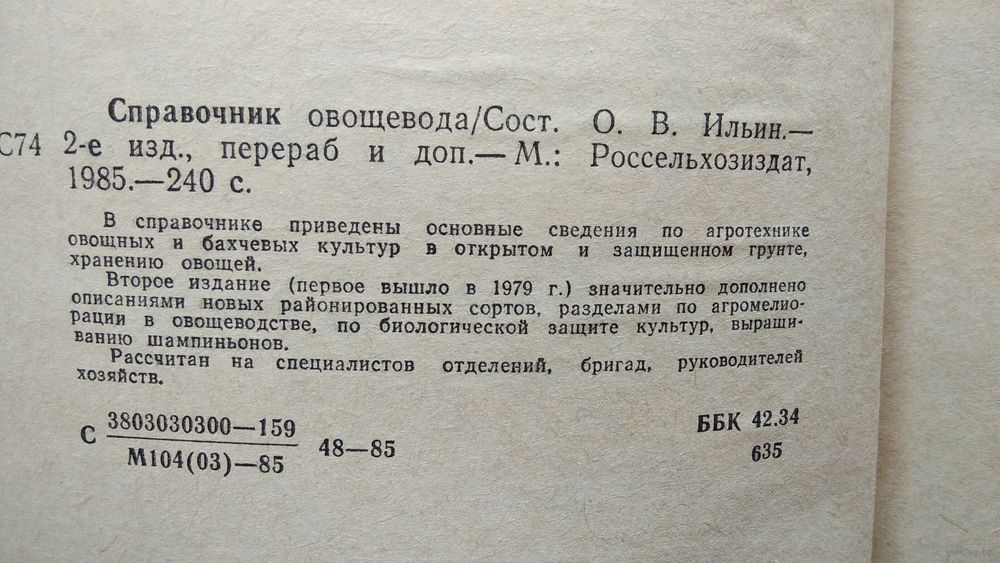 Справочник овощевода/Сост. О. В. Ильин.—
С74 2-е изд., перераб и доп.—М.: Россельхозиздат,
1985.—240 с.
В справочнике приведены основные сведения по агротехнике
овощных и бахчевых культур в открытом и защищенном грунте,
хранению овощей.
Второе издание (первое вышло в 1979 г.) значительно дополнено
описаниями новых районированных сортов, разделами по агромелио-
рации в овощеводстве, по биологической защите культур, выращи-
ванию шампиньонов.
Рассчитан на специалистов отделений, бригад, руководителей
хозяйств.
С 3803030300—159
М104(03)—85
48—85
ББК 42.34
635